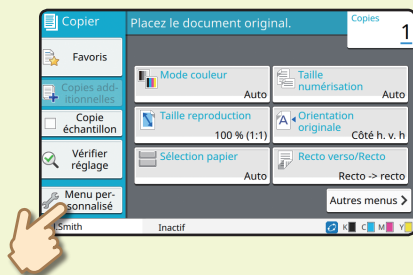 Copier
Placez le document original.
Copies
1
Favoris
Copies add-
itionnelles
Copie
échantillon
Vérifier
réglage
Menu per-
sonnalisé
Mode couleur
Auto
Taille
numérisation
Auto
Taille reproduction
100 % (1:1)
Orientation
originale
Côté h. v. h
Sélection papier
Auto
Recto verso/Recto
Recto -> recto
Autres menus
.Smith
Inactif
K C M Y